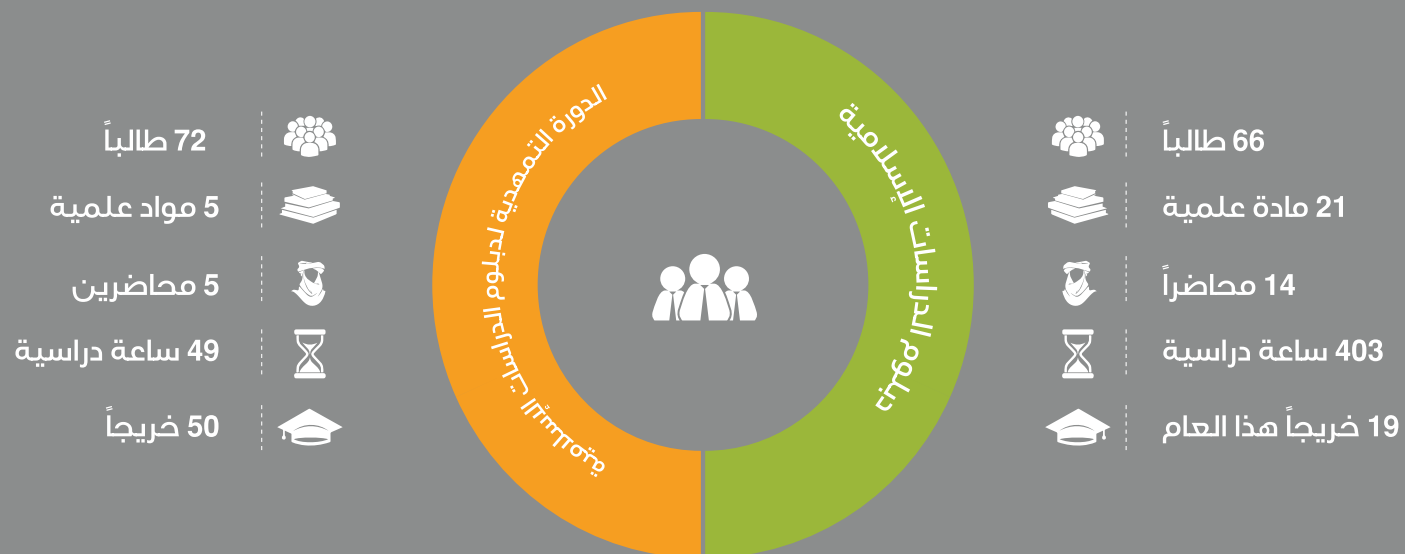 دبلوم الدراسات الإسلامية
66 طالباً
21 مادة علمية
14 محاضراً
403 ساعة دراسية
19 خريجاً هذا العام
الدورة التمهدية لدبلوم الدراسات الإسلامية
72 طالباً
5 مواد علمية
5 محاضرين
49 ساعة دراسية
50 خريجاً